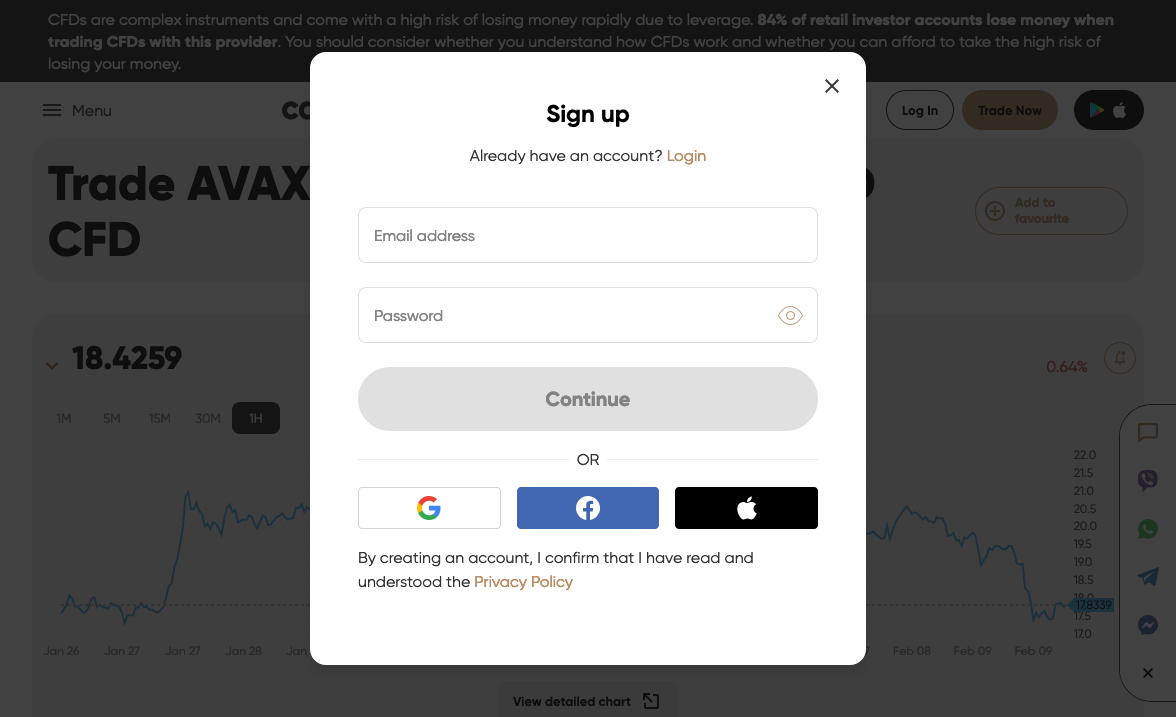 CFDs are complex instruments and come with a high risk of losing money rapidly due to leverage. 84% of retail investor accounts lose money when
trading CFDs with this provider. You should consider whether you understand how CFDs work and whether you can afford to take the high risk of
losing your money.
Menu
Log In
Trade Now
Sign up
Already have an account? Login
Trade AVAX
CFD
Add to
favourite
Email address
Password
18.4259
0.64%
1M 5M 15M 30M 1H
Continue
OR
22.0
21.5
21.0
20.5
20.0
19.5
19.0
18.5
18.0
17.8339
17.5
17.0
By creating an account, I confirm that I have read and
understood the Privacy Policy
Jan 26 Jan 27 Jan 27 Jan 28 Jan Feb 08 Feb 09 Feb 09
View detailed chart